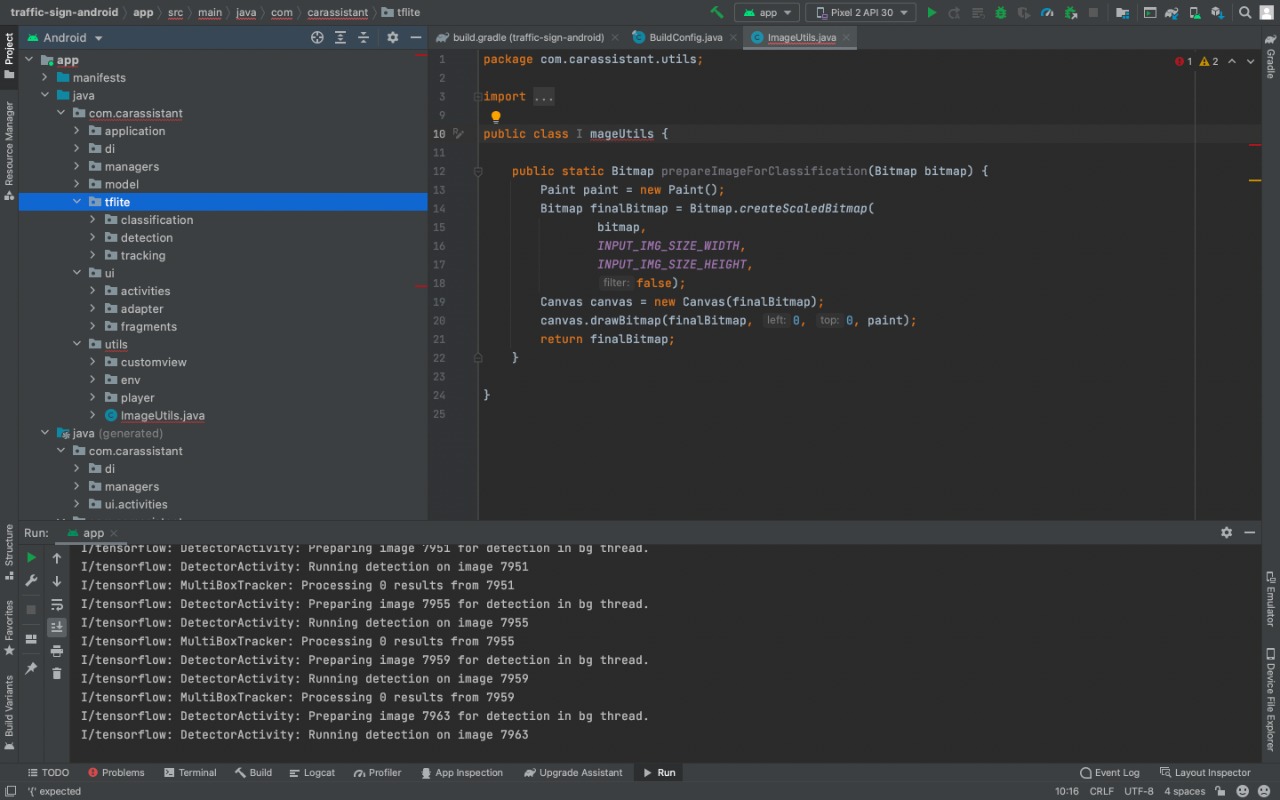 traffic-sign-android app src main java com carassistant tflite
app
Pixel 2 API 30
Android
build.gradle (traffic-sign-android)
BuildConfig.java
ImageUtils.java
Project
Resource Manager
Structure
Favorites
Build Variants
app
manifests
java
com.carassistant
application
di
managers
model
tflite
classification
detection
tracking
ui
activities
adapter
fragments
utils
customview
env
player
ImageUtils.java
java (generated)
com.carassistant
di
managers
ui.activities
1 package com.carassistant.utils;
2
3 import ...
9
10 public class I mageUtils {
11
12 public static Bitmap prepareImageForClassification(Bitmap bitmap) {
13 Paint paint = new Paint();
14 Bitmap finalBitmap = Bitmap.createScaledBitmap(
15 bitmap,
16 INPUT_IMG_SIZE_WIDTH,
17 INPUT_IMG_SIZE_HEIGHT,
18 filter: false);
19 Canvas canvas = new Canvas(finalBitmap);
20 canvas.drawBitmap(finalBitmap, left: 0, top: 0, paint);
21 return finalBitmap;
22 }
23
24 }
25
1 2
Gradle
Emulator
Device File Explorer
Run: app
I/tensorflow: DetectorActivity: Preparing image 7951 for detection in bg thread.
I/tensorflow: DetectorActivity: Running detection on image 7951
I/tensorflow: MultiBoxTracker: Processing 0 results from 7951
I/tensorflow: DetectorActivity: Preparing image 7955 for detection in bg thread.
I/tensorflow: DetectorActivity: Running detection on image 7955
I/tensorflow: MultiBoxTracker: Processing 0 results from 7955
I/tensorflow: DetectorActivity: Preparing image 7959 for detection in bg thread.
I/tensorflow: DetectorActivity: Running detection on image 7959
I/tensorflow: MultiBoxTracker: Processing 0 results from 7959
I/tensorflow: DetectorActivity: Preparing image 7963 for detection in bg thread.
I/tensorflow: DetectorActivity: Running detection on image 7963
TODO Problems Terminal Build Logcat Profiler App Inspection Upgrade Assistant Run Event Log Layout Inspector
'{' expected 10:16 CRLF UTF-8 4 spaces